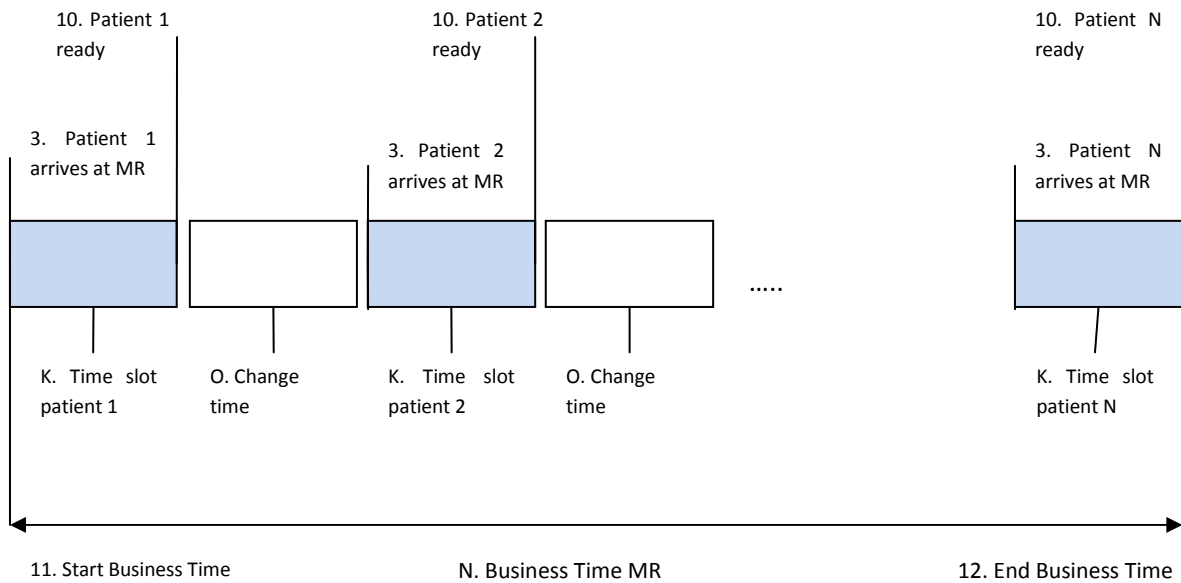 10. Patient 1
ready
10. Patient 2
ready
10. Patient N
ready
3. Patient 1
arrives at MR
3. Patient 2
arrives at MR
3. Patient N
arrives at MR
.....
K. Time slot
patient 1
O. Change
time
K. Time slot
patient 2
O. Change
time
K. Time slot
patient N
11. Start Business Time
N. Business Time MR
12. End Business Time